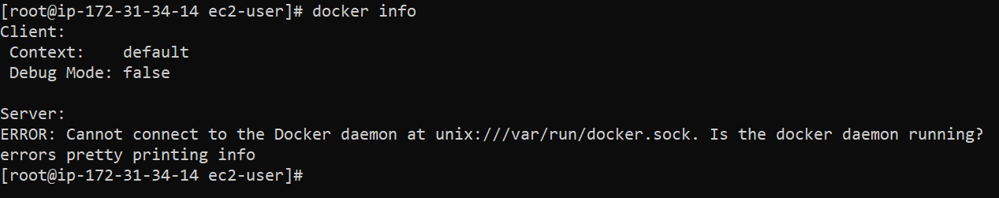 [root@ip-172-31-34-14 ec2-user]# docker info
Client:
 Context:    default
 Debug Mode: false

Server:
ERROR: Cannot connect to the Docker daemon at unix:///var/run/docker.sock. Is the docker daemon running?
errors pretty printing info
[root@ip-172-31-34-14 ec2-user]#